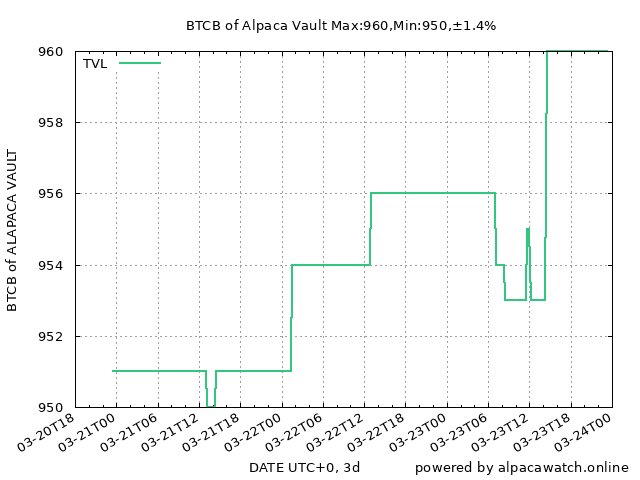 BTCB of Alpaca Vault Max:960,Min:950,±1.4%
960
TVL
958
956
954
952
950
BTCB of ALAPACA VAULT
03-20T18
03-21T00
03-21T06
03-21T12
03-21T18
03-22T00
03-22T06
03-22T12
03-22T18
03-23T00
03-23T06
03-23T12
03-23T18
03-24T00
DATE UTC+0, 3d
powered by alpacawatch.online